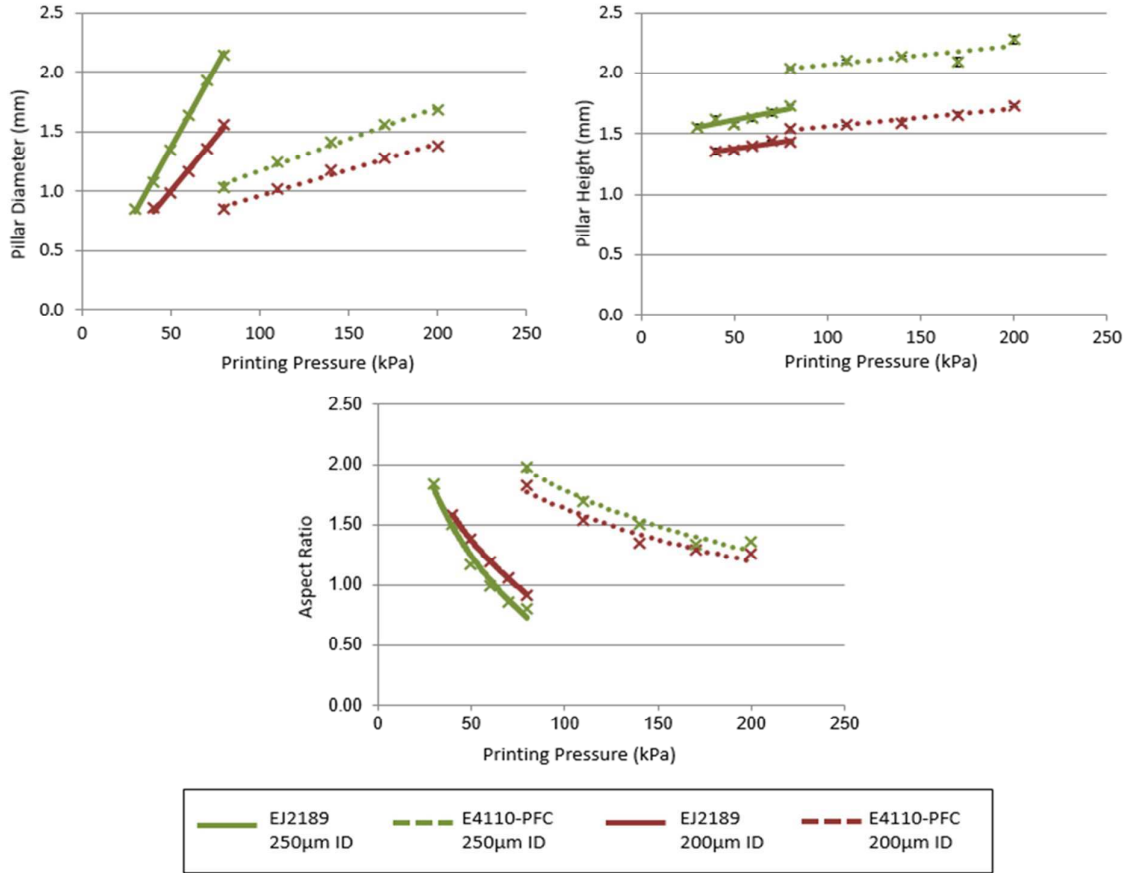 2.5
2.0
1.5
1.0
0.5
0.0
Pillar Diameter (mm)
0 50 100 150 200 250
Printing Pressure (kPa)
2.5
2.0
1.5
1.0
0.5
0.0
Pillar Height (mm)
0 50 100 150 200 250
Printing Pressure (kPa)
2.50
2.00
1.50
1.00
0.50
0.00
Aspect Ratio
0 50 100 150 200 250
Printing Pressure (kPa)
EJ2189 E4110-PFC EJ2189 E4110-PFC
250µm ID 250µm ID 200µm ID 200µm ID